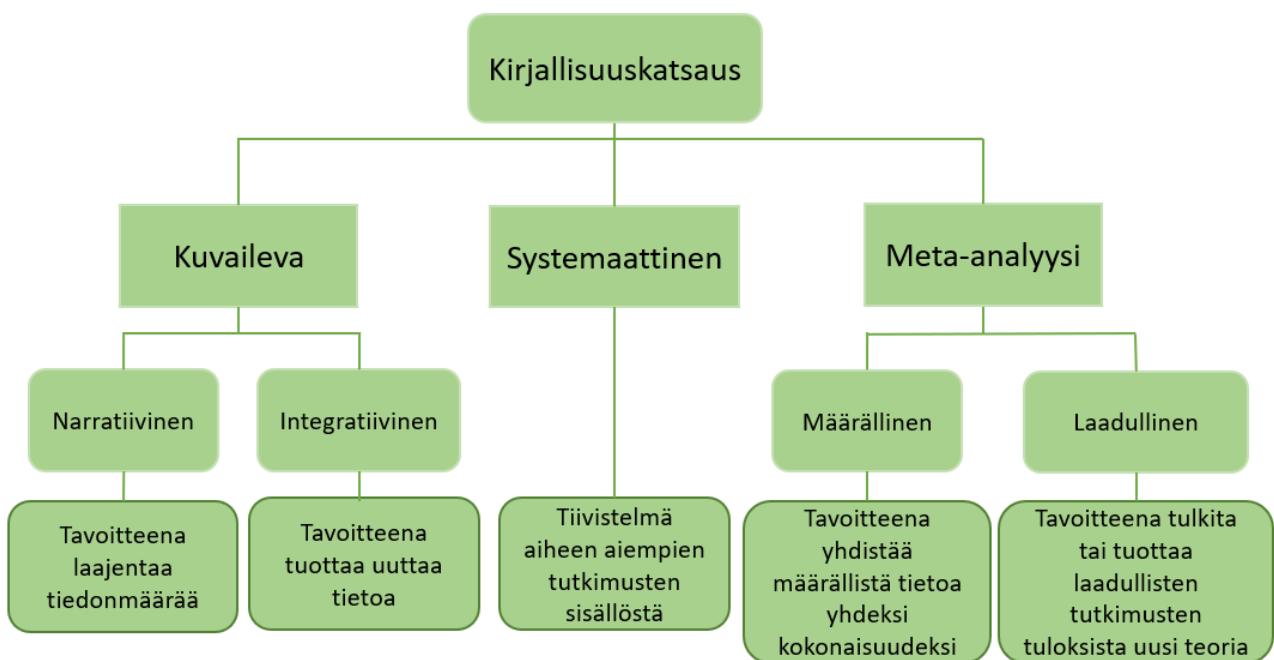 Kirjallisuuskatsaus
Kuvaileva
Systemaattinen
Meta-analyysi
Narratiivinen
Integratiivinen
Määrällinen
Laadullinen
Tavoitteena
laajentaa
tiedonmäärää
Tavoitteena
tuottaa uuttaa
tietoa
Tiivistelmä
aiheen aiempien
tutkimusten
sisällöstä
Tavoitteena
yhdistää
määrällistä tietoa
yhdeksi
kokonaisuudeksi
Tavoitteena tulkita
tai tuottaa
laadullisten
tutkimusten
tuloksista uusi teoria